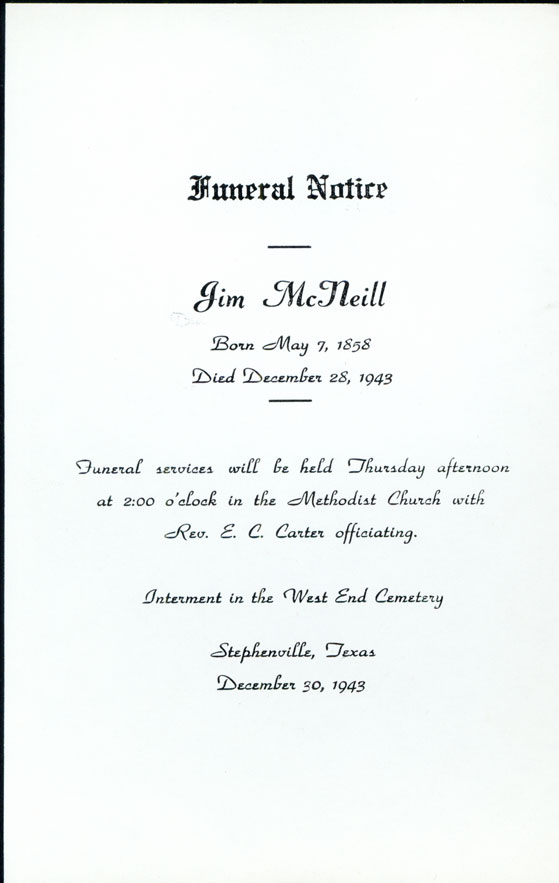 Funeral Notice
Jim McNeill
Born May 7, 1858
Died December 28, 1943
Funeral services will be held Thursday afternoon
at 2:00 o'clock in the Methodist Church with
Rev. E. C. Carter officiating.
Interment in the West End Cemetery
Stephenville, Texas
December 30, 1943